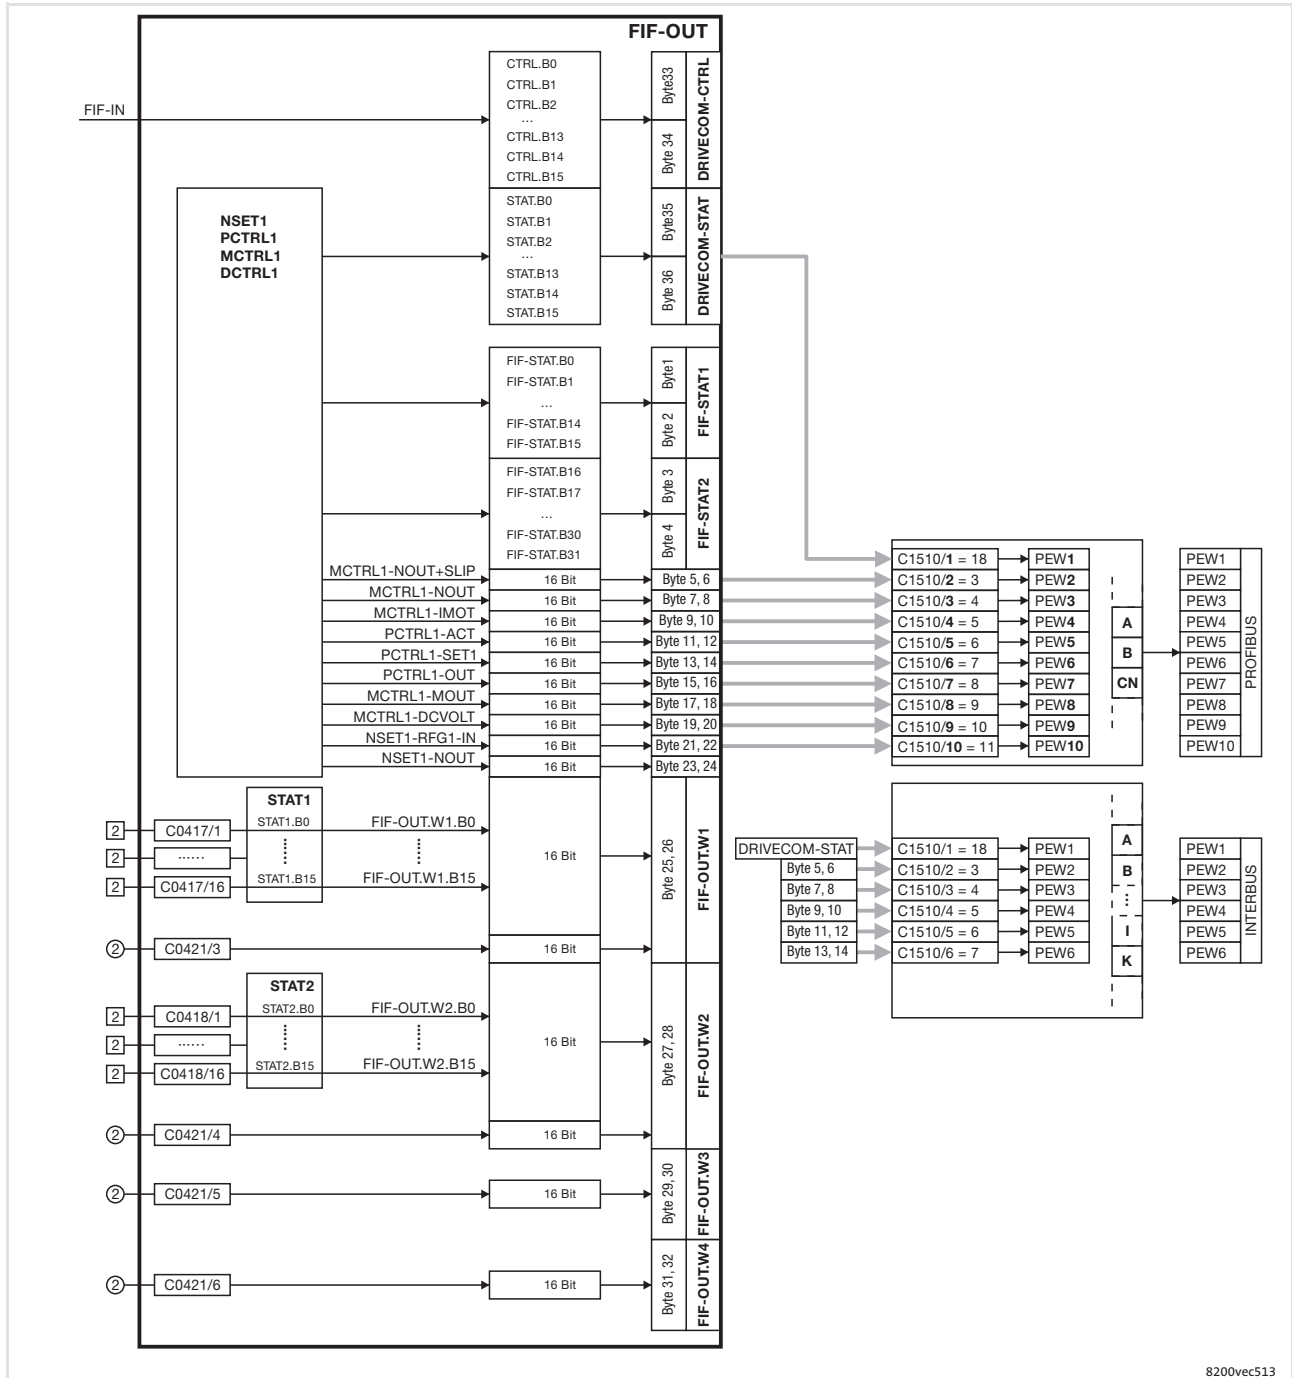 FIF-OUT
FIF-IN
CTRL.B0
CTRL.B1
CTRL.B2
...
CTRL.B13
CTRL.B14
CTRL.B15
Byte33
Byte 34
DRIVECOM-CTRL
NSET1
PCTRL1
MCTRL1
DCTRL1
STAT.B0
STAT.B1
STAT.B2
...
STAT.B13
STAT.B14
STAT.B15
Byte35
Byte 36
DRIVECOM-STAT
FIF-STAT.B0
FIF-STAT.B1
...
FIF-STAT.B14
FIF-STAT.B15
Byte1
Byte 2
FIF-STAT1
FIF-STAT.B16
FIF-STAT.B17
...
FIF-STAT.B30
FIF-STAT.B31
Byte 3
Byte 4
FIF-STAT2
MCTRL1-NOUT+SLIP 16 Bit Byte 5, 6
MCTRL1-NOUT 16 Bit Byte 7, 8
MCTRL1-IMOT 16 Bit Byte 9, 10
PCTRL1-ACT 16 Bit Byte 11, 12
PCTRL1-SET1 16 Bit Byte 13, 14
PCTRL1-OUT 16 Bit Byte 15, 16
MCTRL1-MOUT 16 Bit Byte 17, 18
MCTRL1-DCVOLT 16 Bit Byte 19, 20
NSET1-RFG1-IN 16 Bit Byte 21, 22
NSET1-NOUT 16 Bit Byte 23, 24
C1510/1 = 18 PEW1
C1510/2 = 3 PEW2
C1510/3 = 4 PEW3
C1510/4 = 5 PEW4
C1510/5 = 6 PEW5
C1510/6 = 7 PEW6
C1510/7 = 8 PEW7
C1510/8 = 9 PEW8
C1510/9 = 10 PEW9
C1510/10 = 11 PEW10
A
B
CN
PEW1
PEW2
PEW3
PEW4
PEW5
PEW6
PEW7
PEW8
PEW9
PEW10
PROFIBUS
STAT1
2 C0417/1 STAT1.B0 FIF-OUT.W1.B0
2 ......
2 C0417/16 STAT1.B15 FIF-OUT.W1.B15
16 Bit
2 C0421/3 16 Bit
Byte 25, 26
FIF-OUT.W1
DRIVECOM-STAT C1510/1 = 18 PEW1
Byte 5, 6 C1510/2 = 3 PEW2
Byte 7, 8 C1510/3 = 4 PEW3
Byte 9, 10 C1510/4 = 5 PEW4
Byte 11, 12 C1510/5 = 6 PEW5
Byte 13, 14 C1510/6 = 7 PEW6
A
B
...
I
K
PEW1
PEW2
PEW3
PEW4
PEW5
PEW6
INTERBUS
STAT2
2 C0418/1 STAT2.B0 FIF-OUT.W2.B0
2 ......
2 C0418/16 STAT2.B15 FIF-OUT.W2.B15
16 Bit
2 C0421/4 16 Bit
Byte 27, 28
FIF-OUT.W2
2 C0421/5 16 Bit
Byte 29, 30
FIF-OUT.W3
2 C0421/6 16 Bit
Byte 31, 32
FIF-OUT.W4
8200vec513